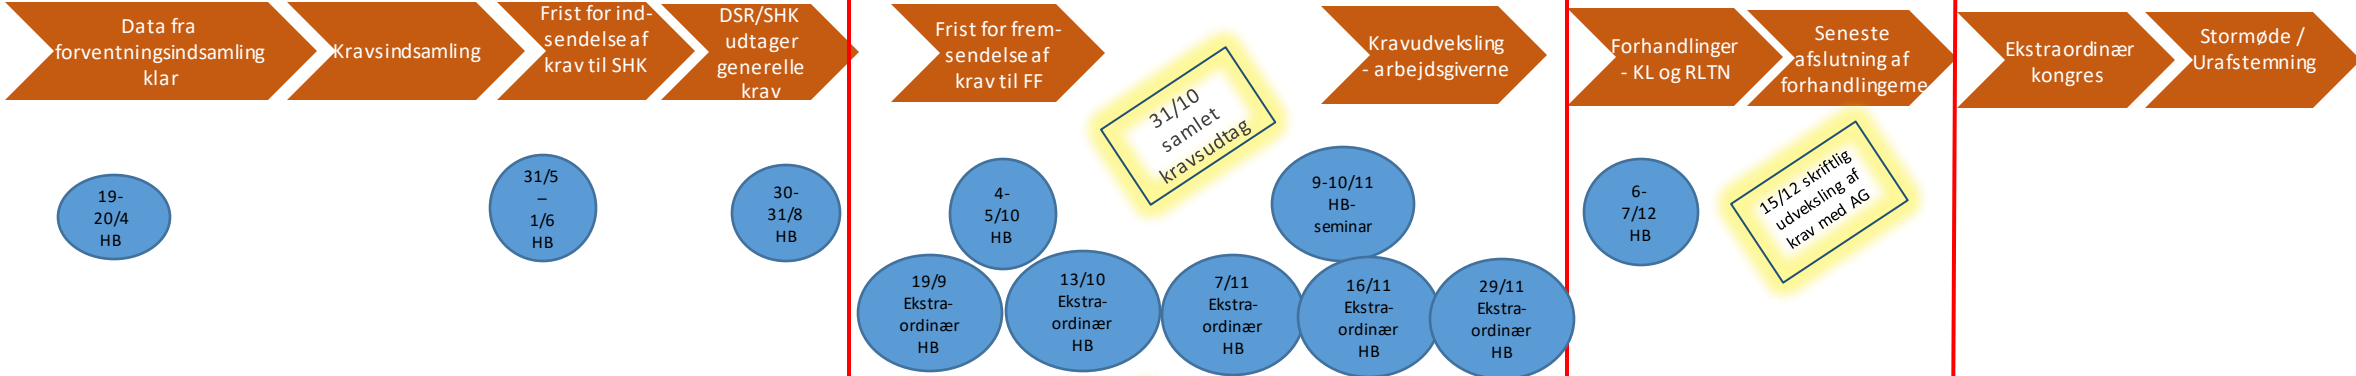 Data fra
forventningsindsamling
klar
Kravsindsamling
Frist for ind-
sendelse af
krav til SHK
DSR/SHK
udtager
generelle
krav
Frist for frem-
sendelse af
krav til FF
31/10
samlet
kravsudtag
Kravudveksling
- arbejdsgiverne
Forhandlinger
- KL og RLTN
Seneste
afslutning af
forhandlingerne
Ekstraordinær
kongres
Stormøde /
Urafstemning
19-
20/4
HB
31/5
–
1/6
HB
30-
31/8
HB
4-
5/10
HB
9-10/11
HB-
seminar
6-
7/12
HB
15/12 skriftlig
udveksling af
krav med AG
19/9
Ekstra-
ordinær
HB
13/10
Ekstra-
ordinær
HB
7/11
Ekstra-
ordinær
HB
16/11
Ekstra-
ordinær
HB
29/11
Ekstra-
ordinær
HB